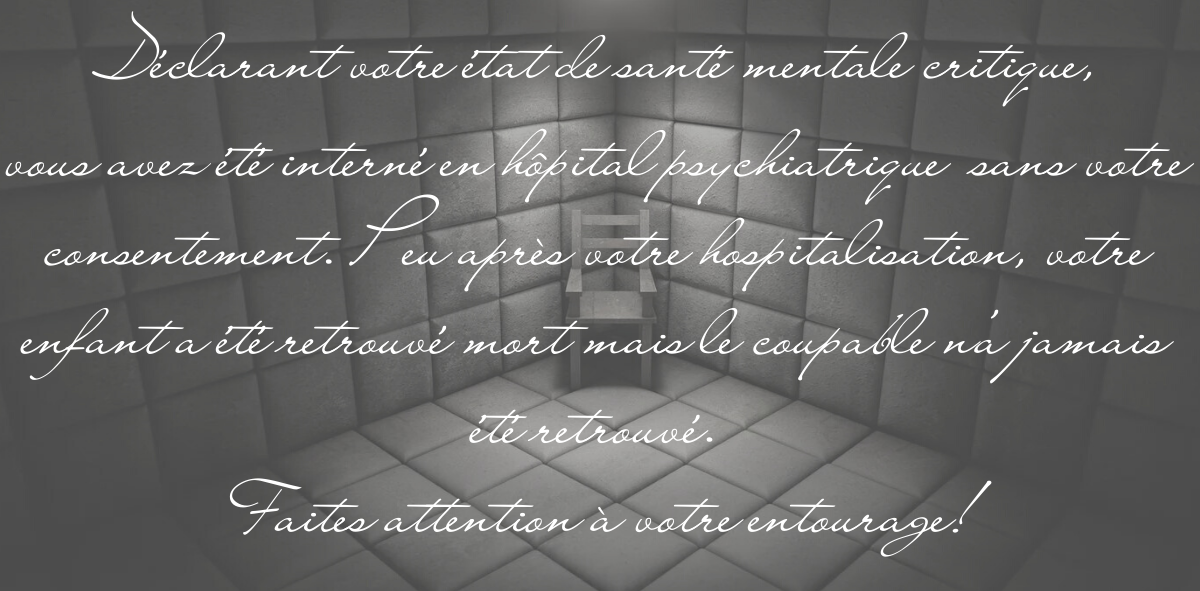 Déclarant votre état de santé mentale critique,
vous avez été interné en hôpital psychiatrique sans votre
consentement. Peu après votre hospitalisation, votre
enfant a été retrouvé mort mais le coupable n'a jamais
été retrouvé.
Faites attention à votre entourage!